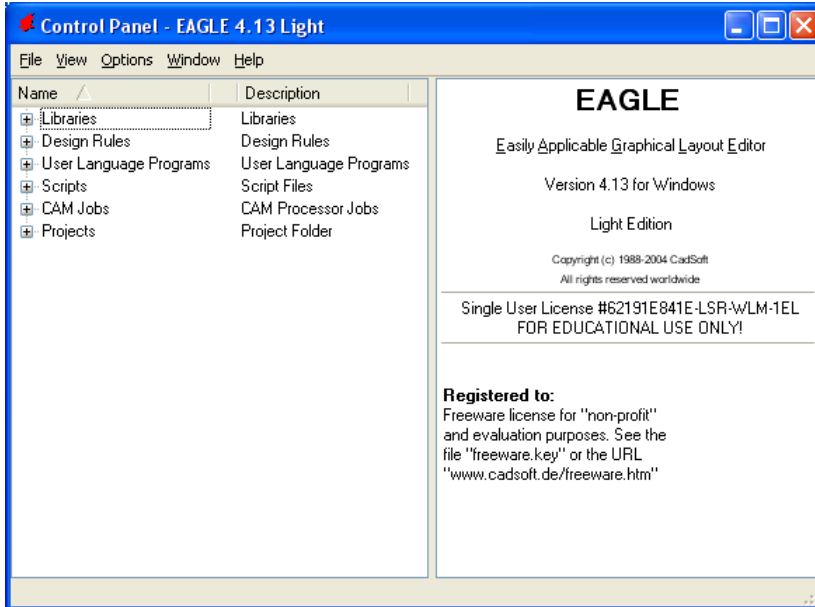 Control Panel - EAGLE 4.13 Light
File View Options Window Help
Name Description
Libraries Libraries
Design Rules Design Rules
User Language Programs User Language Programs
Scripts Script Files
CAM Jobs CAM Processor Jobs
Projects Project Folder
EAGLE
Easily Applicable Graphical Layout Editor
Version 4.13 for Windows
Light Edition
Copyright (c) 1988-2004 CadSoft
All rights reserved worldwide
Single User License #62191E841E-LSR-WLM-1EL
FOR EDUCATIONAL USE ONLY!
Registered to:
Freeware license for "non-profit"
and evaluation purposes. See the
file "freeware.key" or the URL
"www.cadsoft.de/freeware.htm"